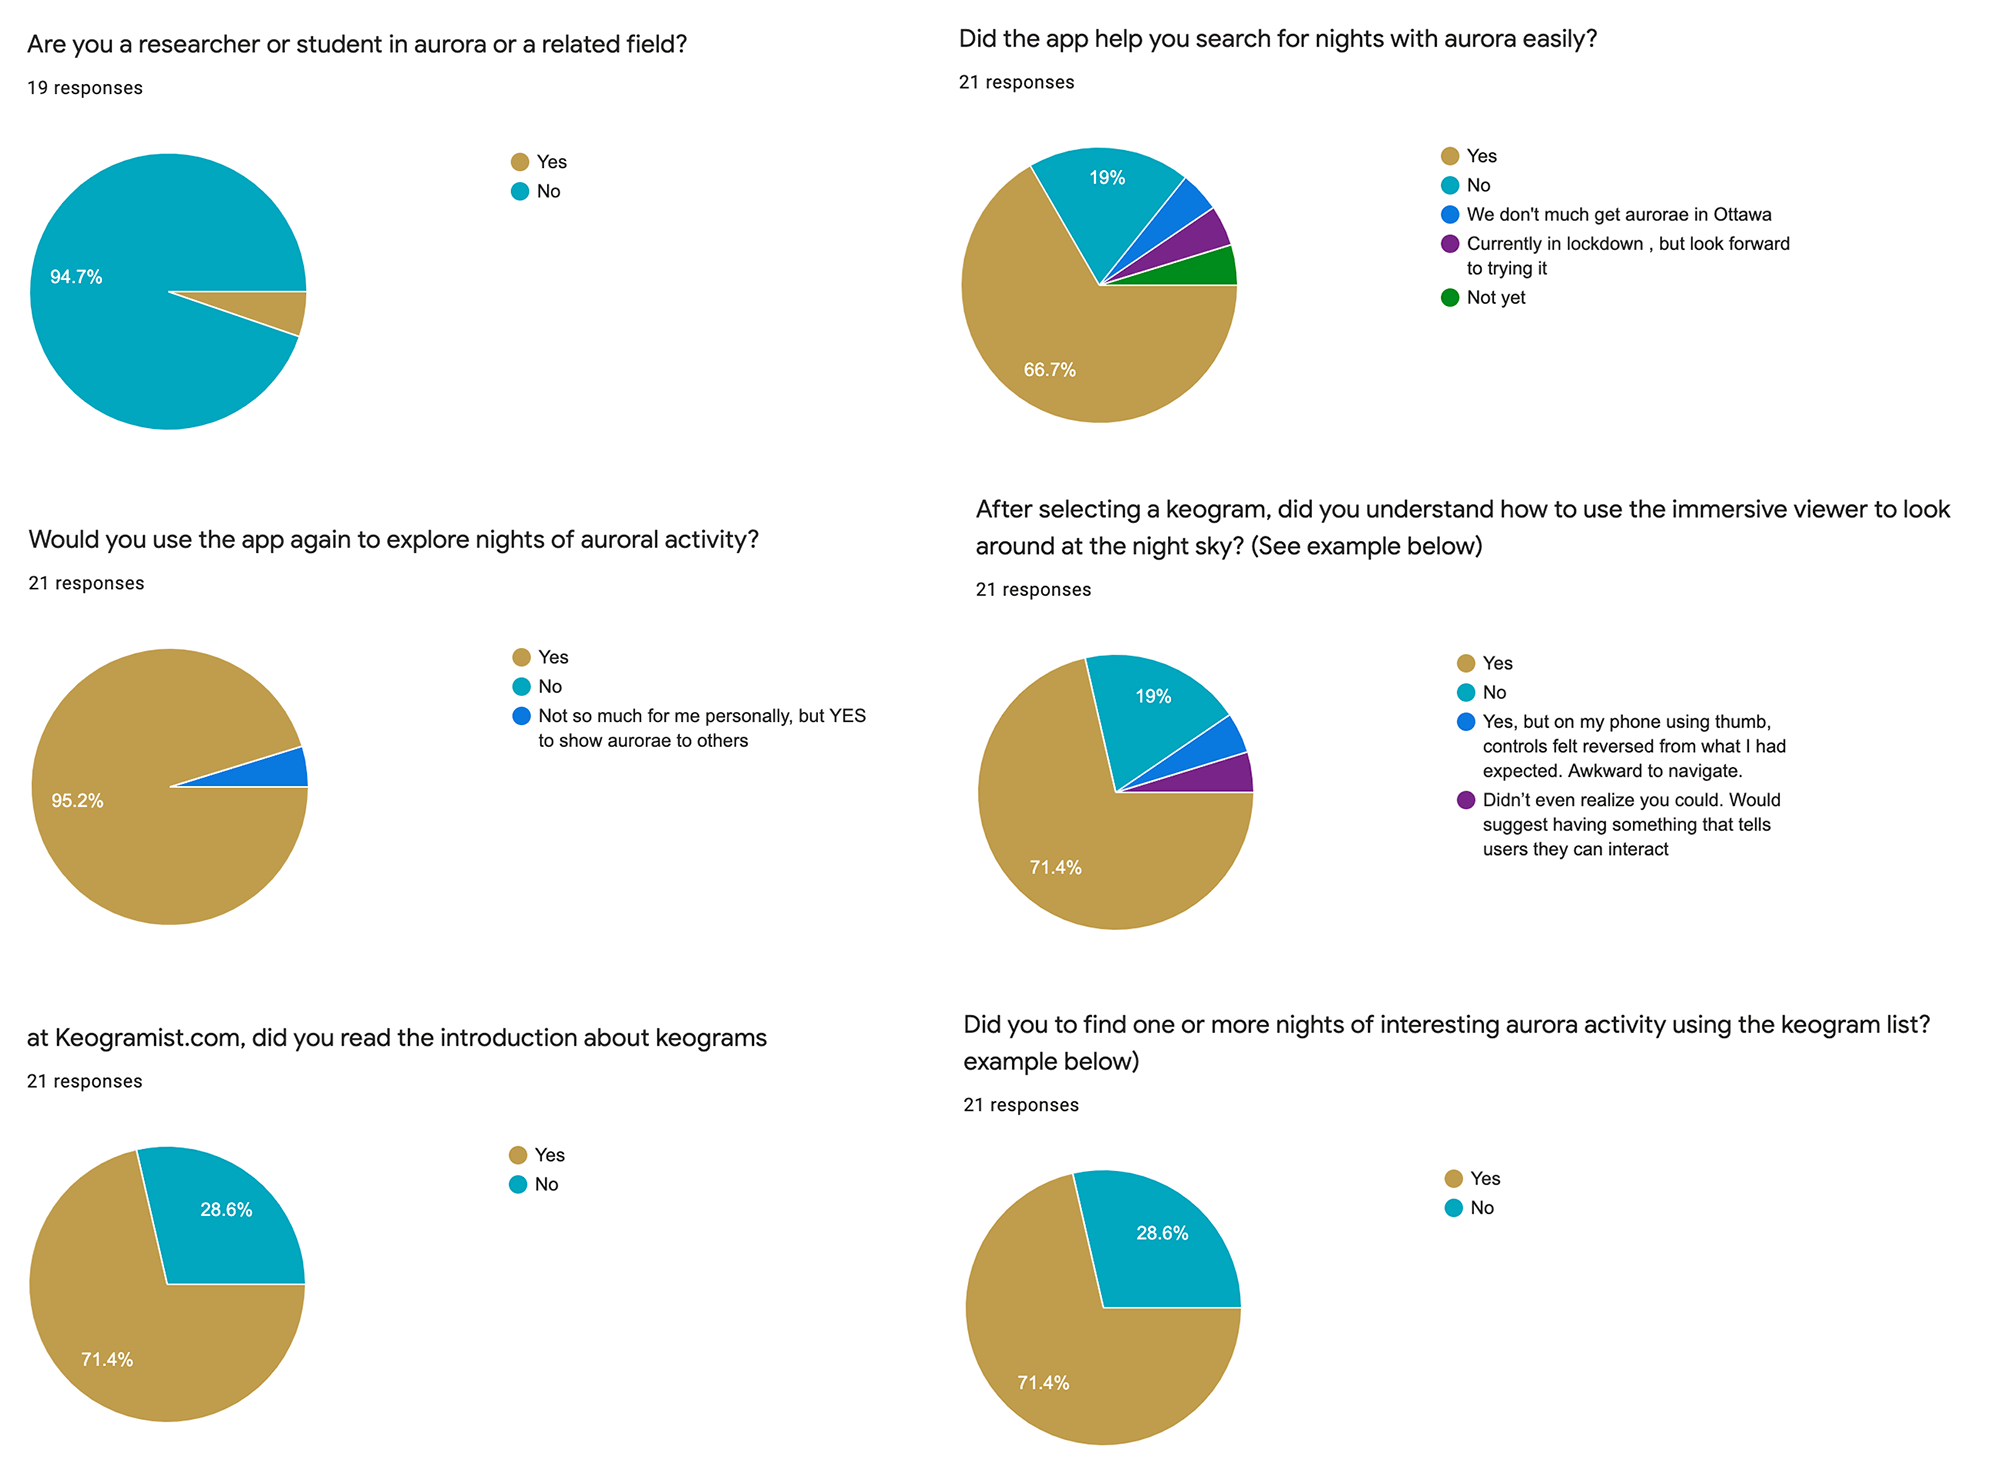 Are you a researcher or student in aurora or a related field?
19 responses
94.7%
Yes
No
Did the app help you search for nights with aurora easily?
21 responses
19%
66.7%
Yes
No
We don't much get aurorae in Ottawa
Currently in lockdown , but look forward
to trying it
Not yet
Would you use the app again to explore nights of auroral activity?
21 responses
95.2%
Yes
No
Not so much for me personally, but YES
to show aurorae to others
After selecting a keogram, did you understand how to use the immersive viewer to look
around at the night sky? (See example below)
21 responses
19%
71.4%
Yes
No
Yes, but on my phone using thumb,
controls felt reversed from what I had
expected. Awkward to navigate.
Didn’t even realize you could. Would
suggest having something that tells
users they can interact
at Keogramist.com, did you read the introduction about keograms
21 responses
28.6%
71.4%
Yes
No
Did you to find one or more nights of interesting aurora activity using the keogram list?
example below)
21 responses
28.6%
71.4%
Yes
No